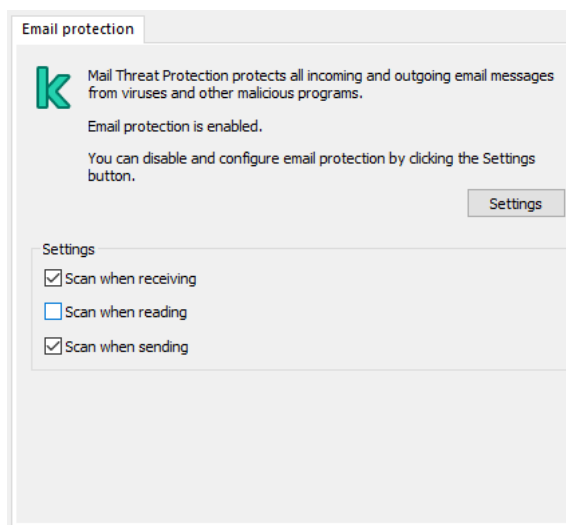 Email protection
Mail Threat Protection protects all incoming and outgoing email messages
from viruses and other malicious programs.
Email protection is enabled.
You can disable and configure email protection by clicking the Settings
button.
Settings
Settings
Scan when receiving
Scan when reading
Scan when sending